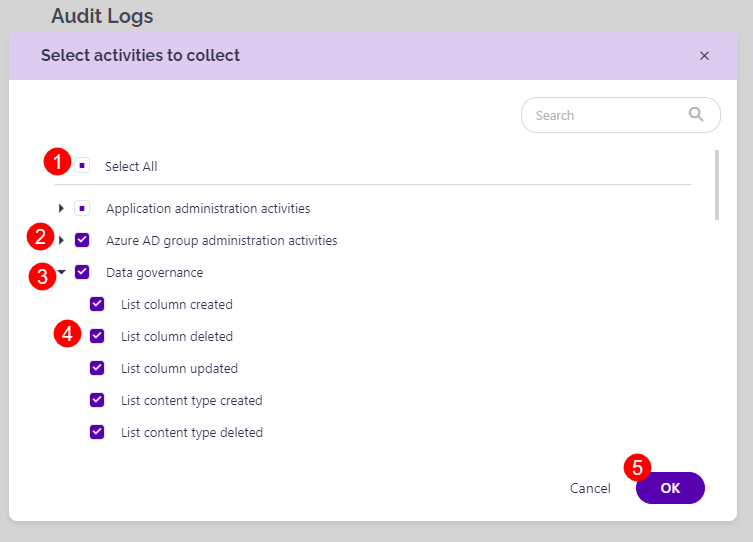 Audit Logs
Select activities to collect
Search
1 Select All
Application administration activities
2 Azure AD group administration activities
3 Data governance
List column created
4 List column deleted
List column updated
List content type created
List content type deleted
5
Cancel OK